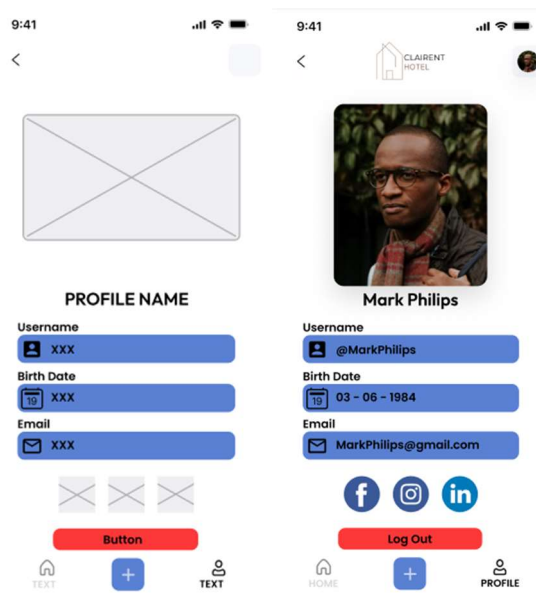 9:41
PROFILE NAME
Username
XXX
Birth Date
19 XXX
Email
XXX
Button
TEXT
TEXT
9:41
CLAIRENT
HOTEL
Mark Philips
Username
@MarkPhilips
Birth Date
19 03 - 06 - 1984
Email
MarkPhilips@gmail.com
f in
Log Out
HOME
PROFILE